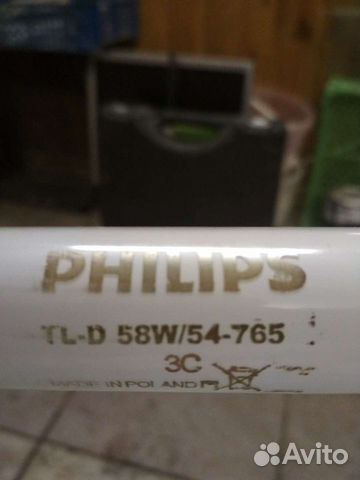 PHILIPS
TL-D 58W/54-765
3C
MADE IN POLAND
Avito